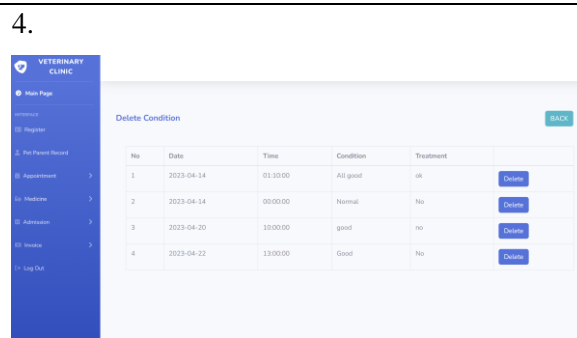 4.
VETERINARY
CLINIC
Main Page
INTERFACE
Register
Pet Parent Record
Appointment
Medicine
Admission
Invoice
Log Out
Delete Condition
BACK
No Date Time Condition Treatment
1 2023-04-14 01:10:00 All good ok Delete
2 2023-04-14 00:00:00 Normal No Delete
3 2023-04-20 10:00:00 good no Delete
4 2023-04-22 13:00:00 Good No Delete